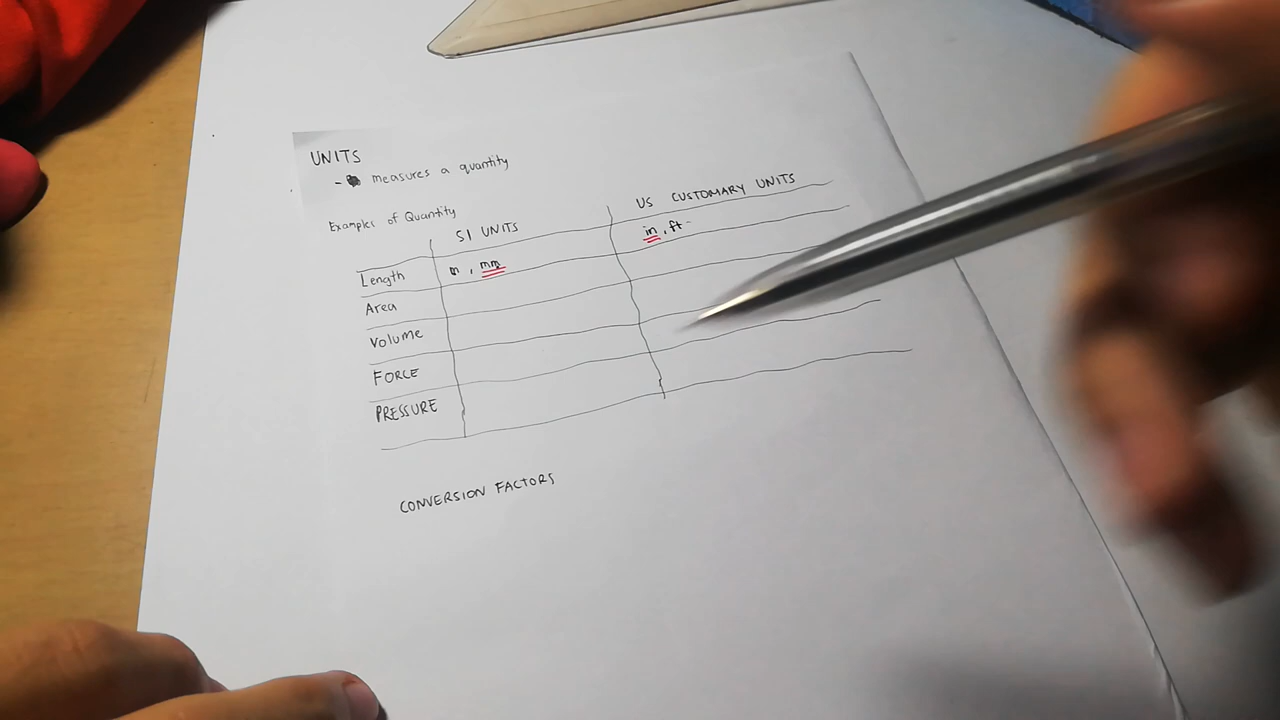 UNITS
- measures a quantity
Examples of Quantity
SI UNITS US CUSTOMARY UNITS
Length m , mm in , ft
Area
Volume
FORCE
PRESSURE
CONVERSION FACTORS